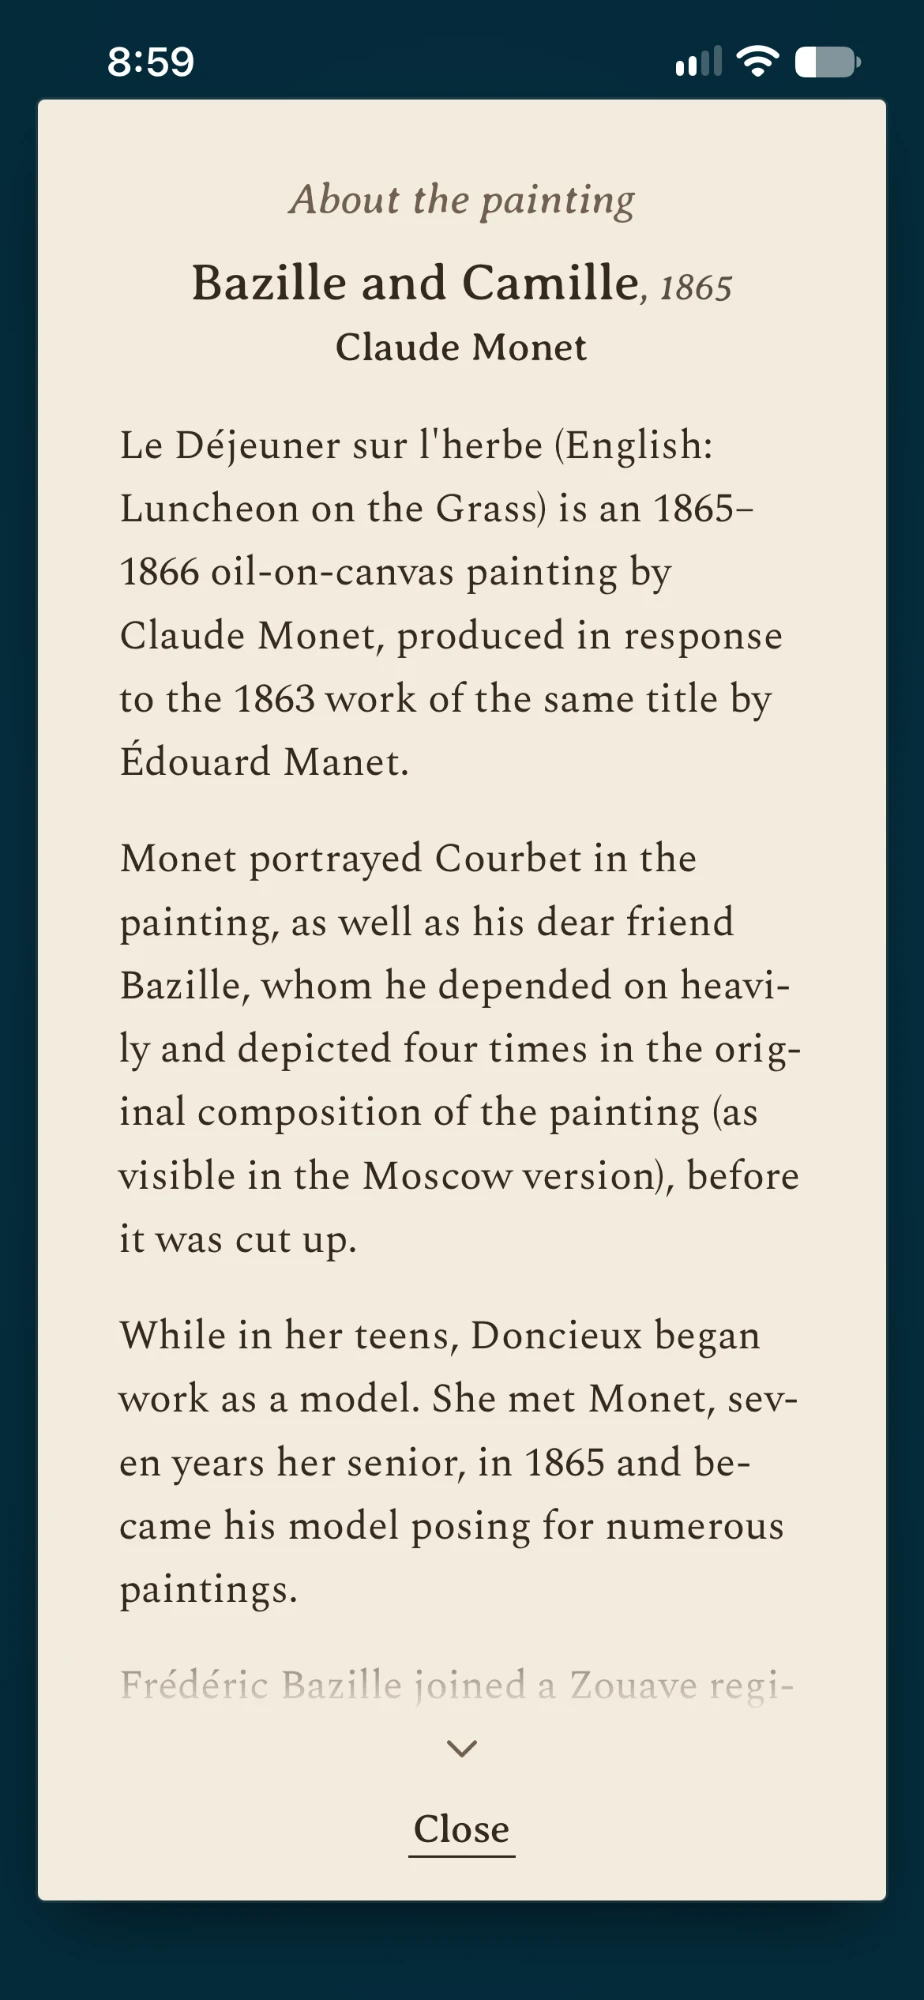 8:59
About the painting
Bazille and Camille, 1865
Claude Monet
Le Déjeuner sur l'herbe (English:
Luncheon on the Grass) is an 1865–
1866 oil-on-canvas painting by
Claude Monet, produced in response
to the 1863 work of the same title by
Édouard Manet.
Monet portrayed Courbet in the
painting, as well as his dear friend
Bazille, whom he depended on heavi-
ly and depicted four times in the orig-
inal composition of the painting (as
visible in the Moscow version), before
it was cut up.
While in her teens, Doncieux began
work as a model. She met Monet, sev-
en years her senior, in 1865 and be-
came his model posing for numerous
paintings.
Frédéric Bazille joined a Zouave regi-
Close